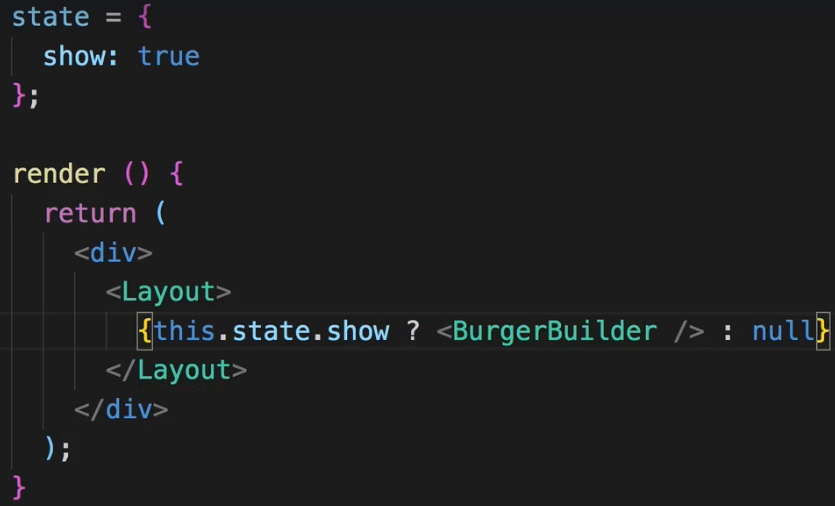 state = {
  show: true
};

render () {
  return (
    <div>
      <Layout>
        {this.state.show ? <BurgerBuilder /> : null}
      </Layout>
    </div>
  );
}